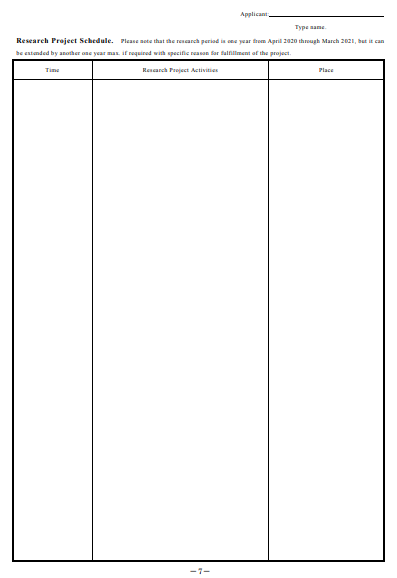 Applicant
Type name.
Research Project Schedule. Please note that the research period is one year from April 2020 through March 2021, but it can
be extended by another one year max. if required with specific reason for fulfillment of the project.
Time Research Project Activities Place
— 7 —